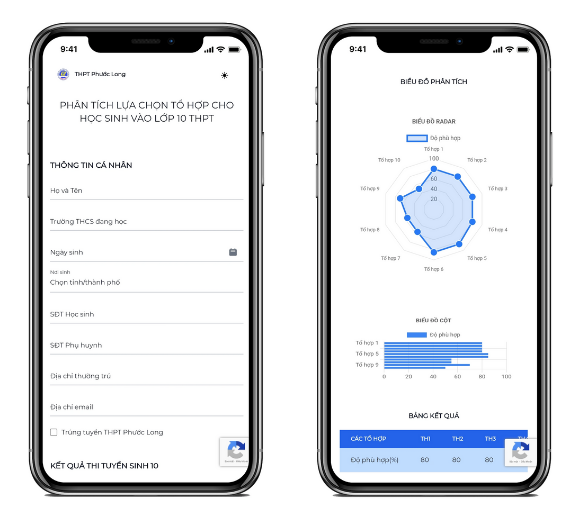 9:41
THPT Phước Long
PHÂN TÍCH LỰA CHỌN TỔ HỢP CHO
HỌC SINH VÀO LỚP 10 THPT
THÔNG TIN CÁ NHÂN
Họ và Tên
Trường THCS đang học
Ngày sinh
Nơi sinh
Chọn tỉnh/thành phố
SĐT Học sinh
SĐT Phụ huynh
Địa chỉ thường trú
Địa chỉ email
Trúng tuyển THPT Phước Long
KẾT QUẢ THI TUYỂN SINH 10
9:41
BIỂU ĐỒ PHÂN TÍCH
BIỂU ĐỒ RADAR
Độ phù hợp
Tổ hợp 1
Tổ hợp 10
100
Tổ hợp 2
60
Tổ hợp 9
40
Tổ hợp 3
20
Tổ hợp 8
Tổ hợp 4
Tổ hợp 7
Tổ hợp 5
Tổ hợp 6
BIỂU ĐỒ CỘT
Độ phù hợp
Tổ hợp 1
Tổ hợp 5
Tổ hợp 9
0 20 40 60 80 100
BẢNG KẾT QUẢ
CÁC TỔ HỢP TH1 TH2 TH3
Độ phù hợp(%) 80 80 80